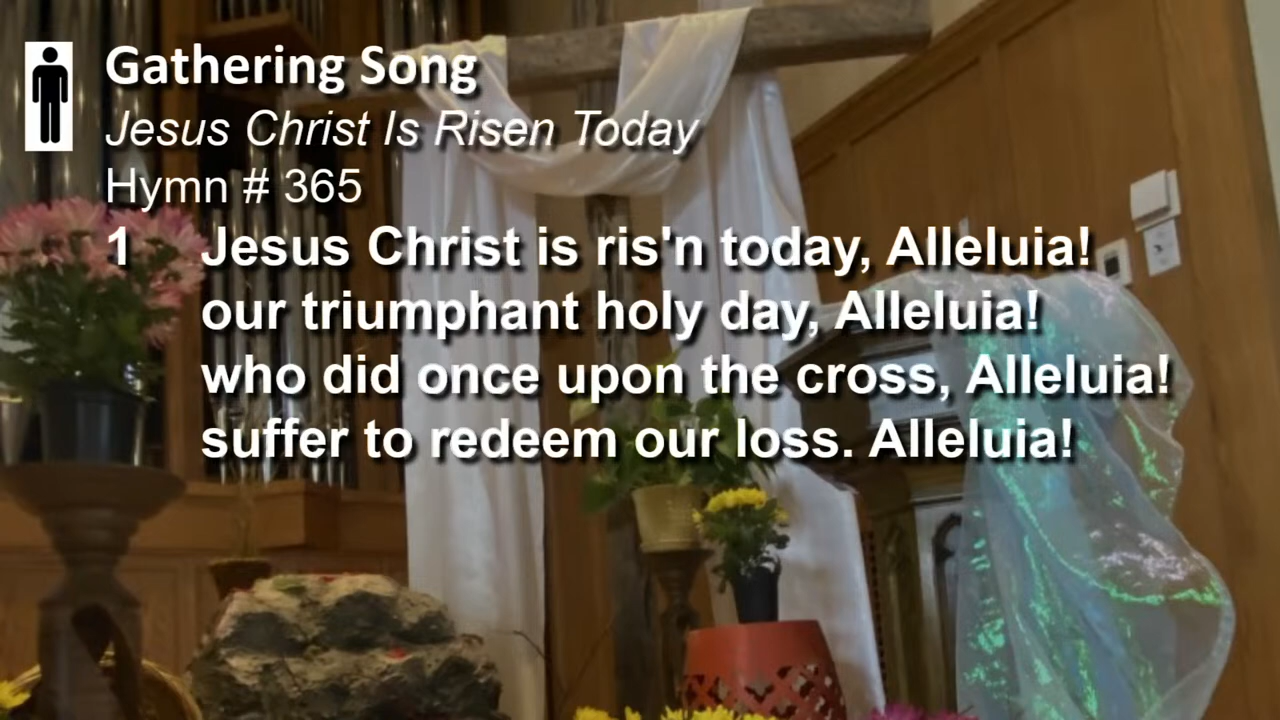 Gathering Song
Jesus Christ Is Risen Today
Hymn # 365
1 Jesus Christ is ris'n today, Alleluia!
our triumphant holy day, Alleluia!
who did once upon the cross, Alleluia!
suffer to redeem our loss. Alleluia!